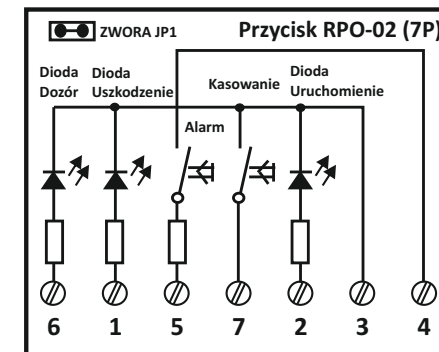 ZWORA JP1 Przycisk RPO-02 (7P)
Dioda Dozór
Dioda Uszkodzenie
Kasowanie
Dioda Uruchomienie
Alarm
6 1 5 7 2 3 4